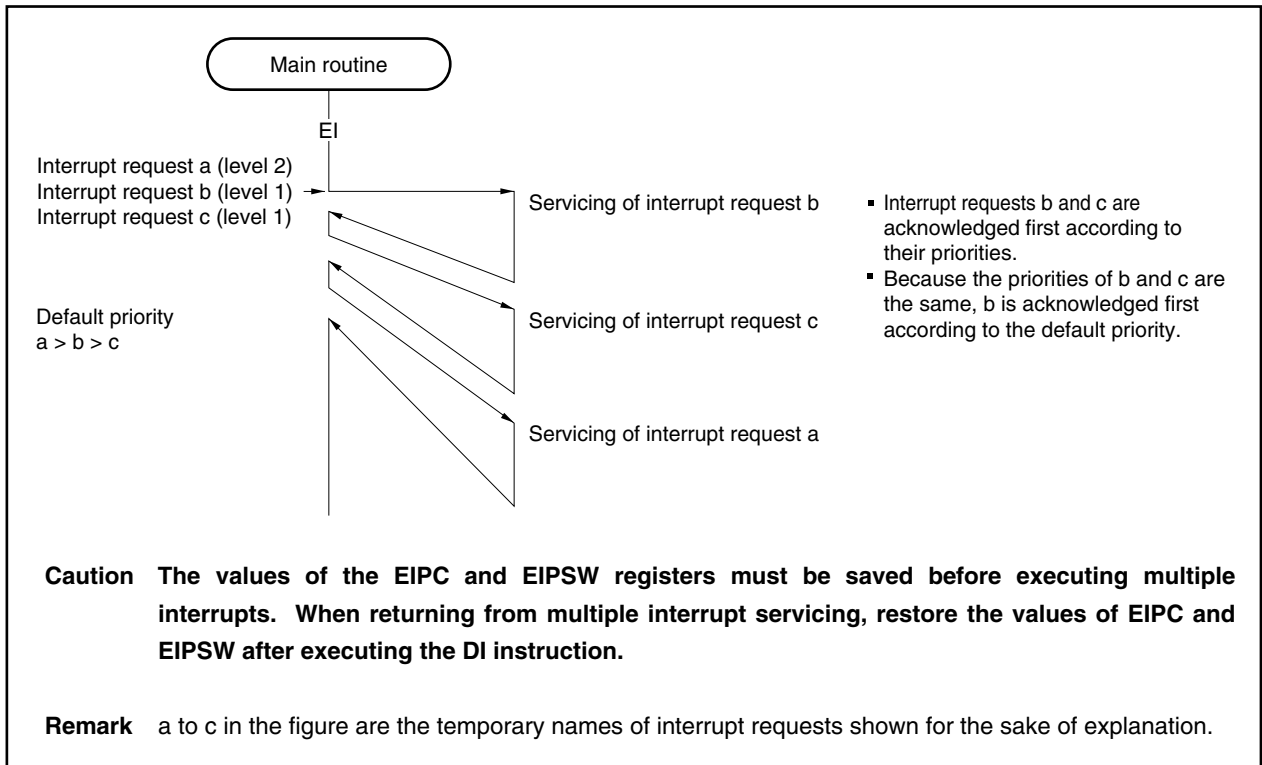 Main routine
EI
Interrupt request a (level 2)
Interrupt request b (level 1)
Interrupt request c (level 1)
Servicing of interrupt request b
▪ Interrupt requests b and c are
acknowledged first according to
their priorities.
▪ Because the priorities of b and c are
the same, b is acknowledged first
according to the default priority.
Default priority
a > b > c
Servicing of interrupt request c
Servicing of interrupt request a
Caution The values of the EIPC and EIPSW registers must be saved before executing multiple
interrupts. When returning from multiple interrupt servicing, restore the values of EIPC and
EIPSW after executing the DI instruction.
Remark a to c in the figure are the temporary names of interrupt requests shown for the sake of explanation.